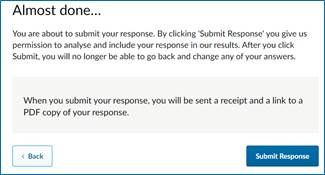 Almost done...
You are about to submit your response. By clicking 'Submit Response' you give us
permission to analyse and include your response in our results. After you click
Submit, you will no longer be able to go back and change any of your answers.
When you submit your response, you will be sent a receipt and a link to a
PDF copy of your response.
‹ Back
Submit Response